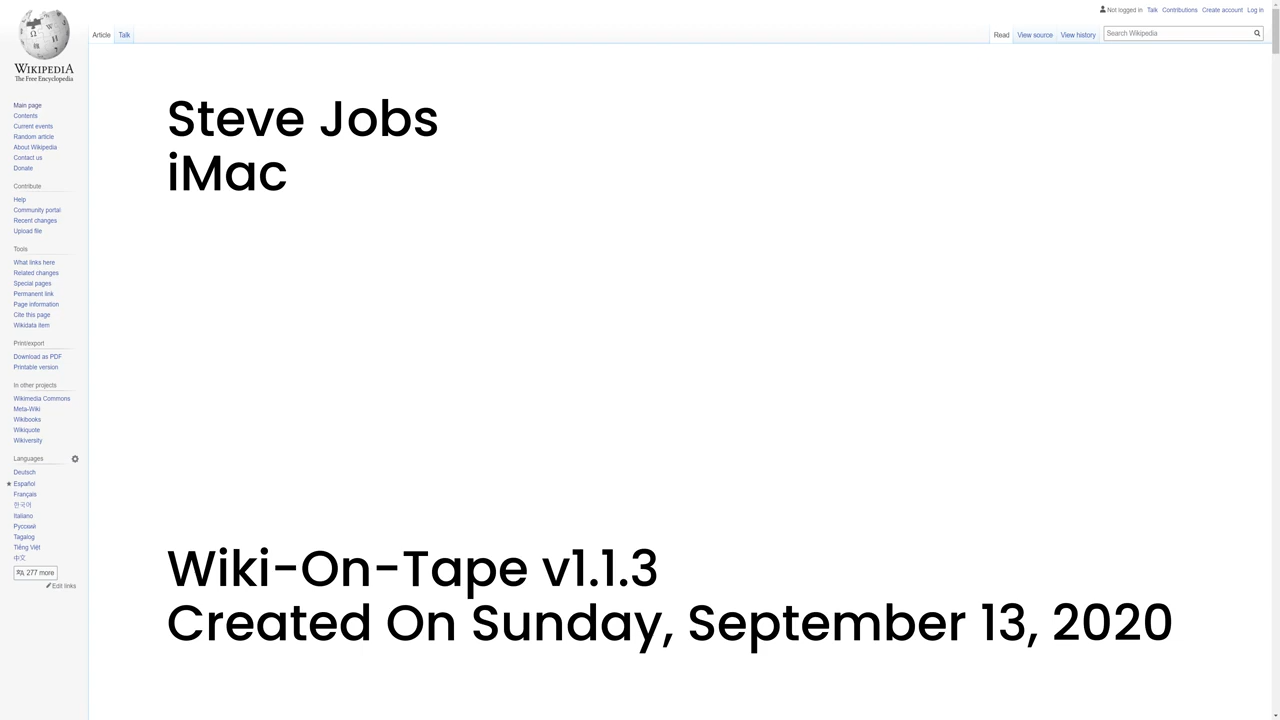 Not logged in Talk Contributions Create account Log in
Article Talk Read View source View history Search Wikipedia
WIKIPEDIA
The Free Encyclopedia
Main page
Contents
Current events
Random article
About Wikipedia
Contact us
Donate
Contribute
Help
Community portal
Recent changes
Upload file
Tools
What links here
Related changes
Special pages
Permanent link
Page information
Cite this page
Wikidata item
Print/export
Download as PDF
Printable version
In other projects
Wikimedia Commons
Meta-Wiki
Wikibooks
Wikiquote
Wikiversity
Languages
Deutsch
Español
Français
한국어
Italiano
Русский
Tagalog
Tiếng Việt
中文
277 more
Edit links
Steve Jobs
iMac
Wiki-On-Tape v1.1.3
Created On Sunday, September 13, 2020